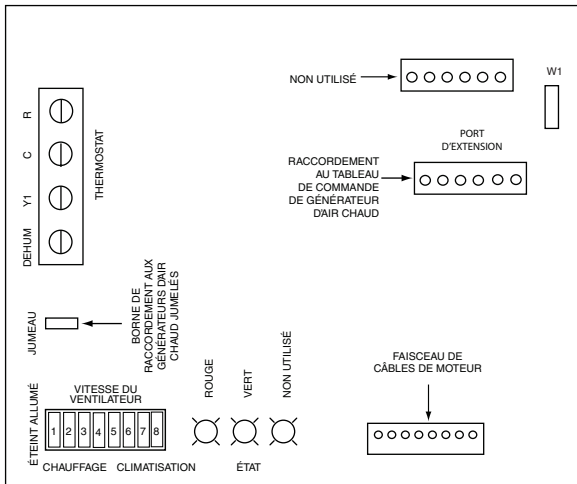 R
C
Y1
DEHUM
THERMOSTAT
NON UTILISÉ
W1
PORT
D'EXTENSION
RACCORDEMENT
AU TABLEAU
DE COMMANDE
DE GÉNÉRATEUR
D'AIR CHAUD
JUMEAU
BORNE DE
RACCORDEMENT AUX
GÉNÉRATEURS D'AIR
CHAUD JUMELÉS
ROUGE
VERT
NON UTILISÉ
FAISCEAU DE
CÂBLES DE MOTEUR
ÉTEINT ALLUMÉ
VITESSE DU
VENTILATEUR
1 2 3 4 5 6 7 8
CHAUFFAGE CLIMATISATION
ÉTAT